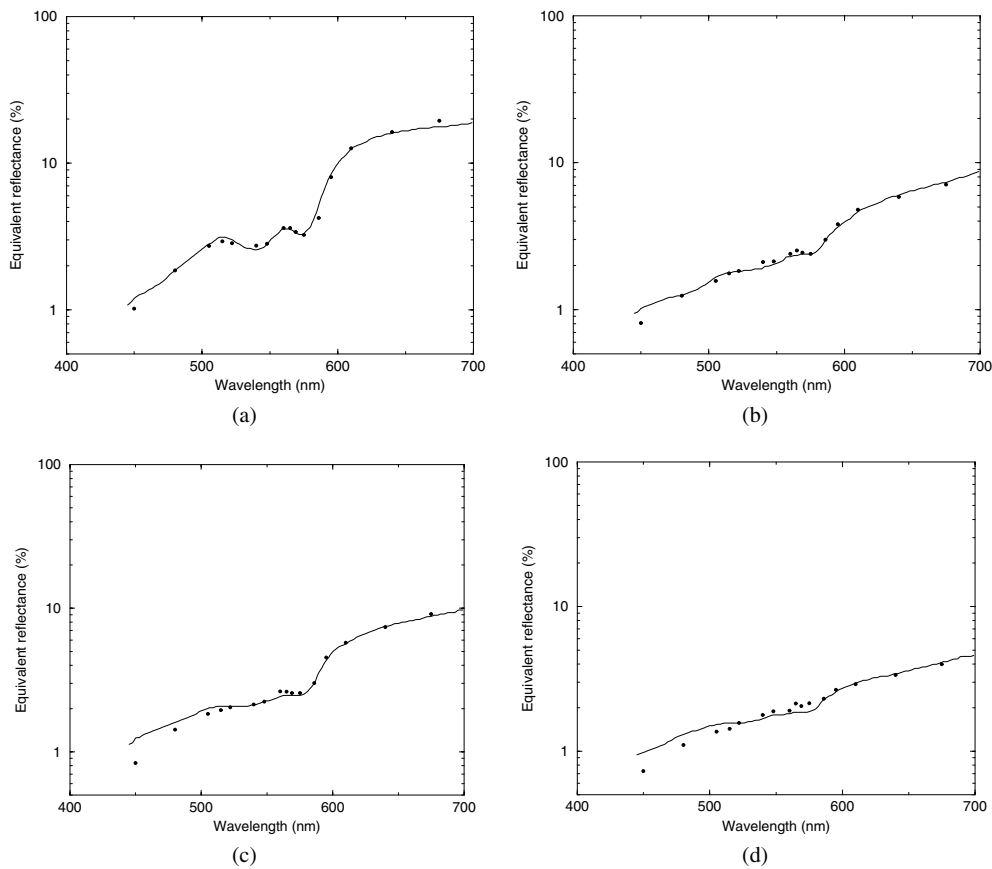 100
10
1
Equivalent reflectance (%)
400 500 600 700
Wavelength (nm)
(a)
100
10
1
Equivalent reflectance (%)
400 500 600 700
Wavelength (nm)
(b)
100
10
1
Equivalent reflectance (%)
400 500 600 700
Wavelength (nm)
(c)
100
10
1
Equivalent reflectance (%)
400 500 600 700
Wavelength (nm)
(d)